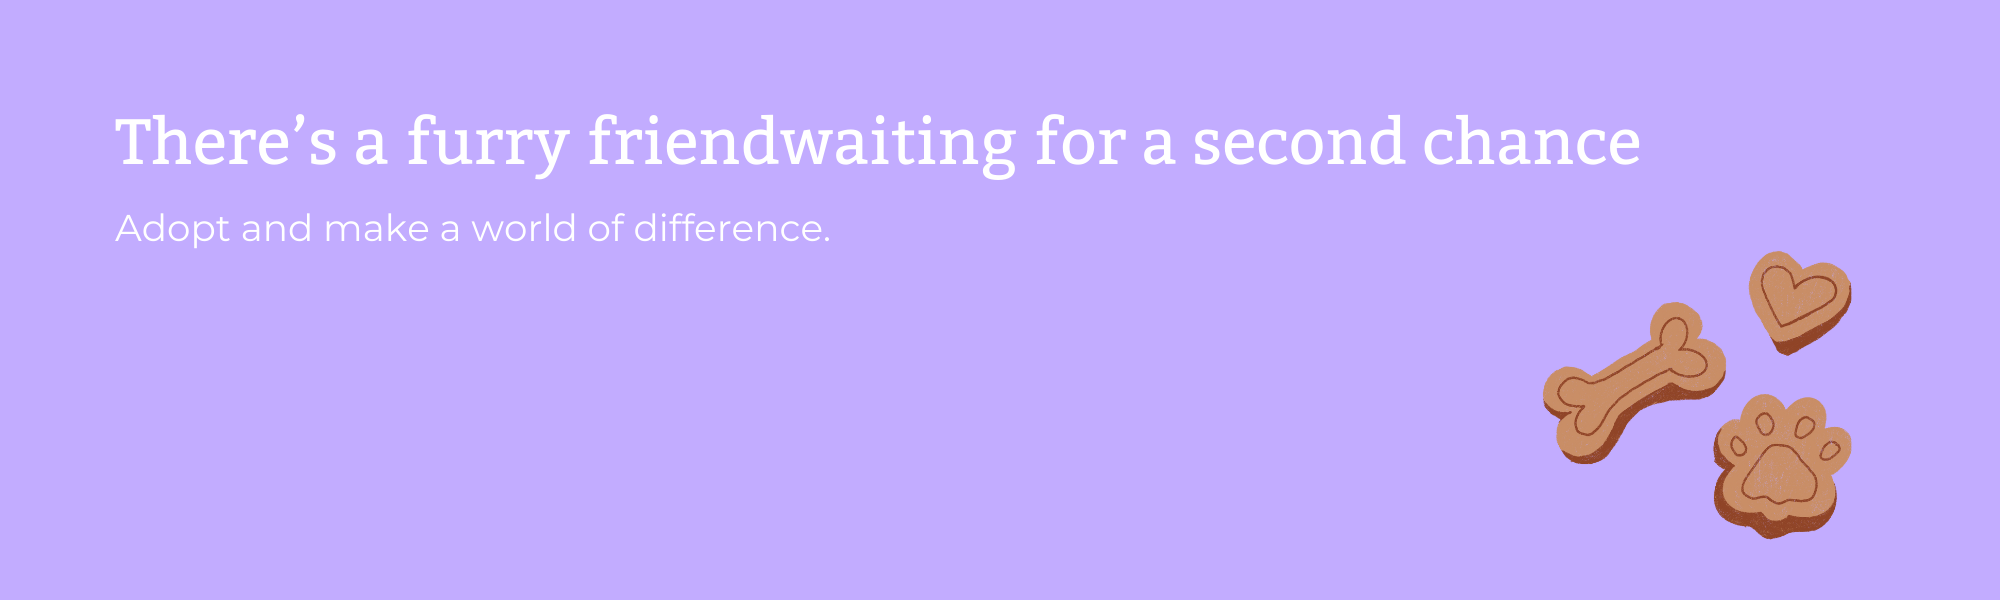 There’s a furry friendwaiting for a second chance
Adopt and make a world of difference.